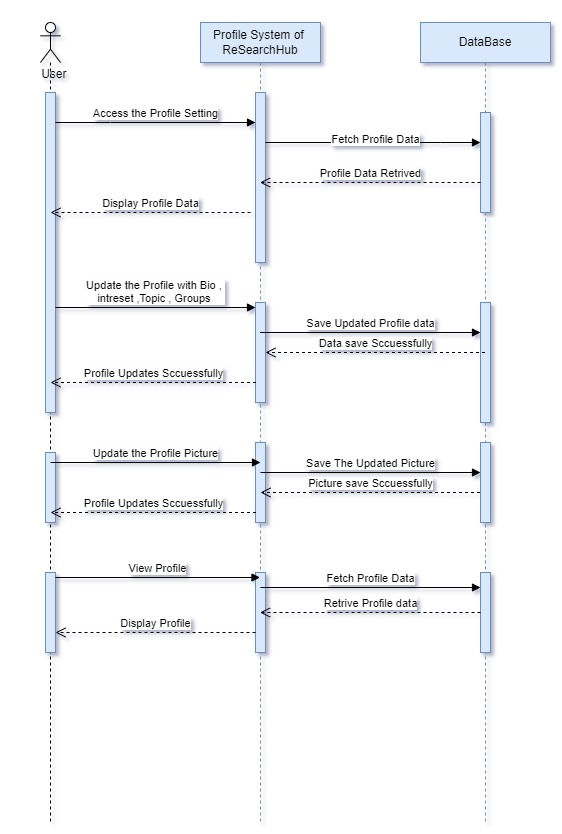 Profile System of
ReSearchHub
DataBase
User
Access the Profile Setting
Fetch Profile Data
Profile Data Retrived
Display Profile Data
Update the Profile with Bio ,
intreset ,Topic , Groups
Save Updated Profile data
Data save Sccuessfully
Profile Updates Sccuessfully
Update the Profile Picture
Save The Updated Picture
Picture save Sccuessfully
Profile Updates Sccuessfully
View Profile
Fetch Profile Data
Retrive Profile data
Display Profile